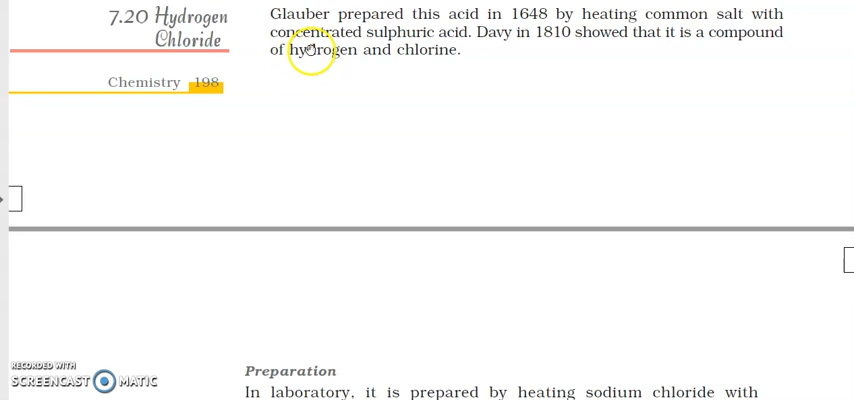 7.20 Hydrogen
Chloride
Glauber prepared this acid in 1648 by heating common salt with
concentrated sulphuric acid. Davy in 1810 showed that it is a compound
of hydrogen and chlorine.
Chemistry 198
Preparation
In laboratory, it is prepared by heating sodium chloride with
RECORDED WITH
SCREENCAST MATIC